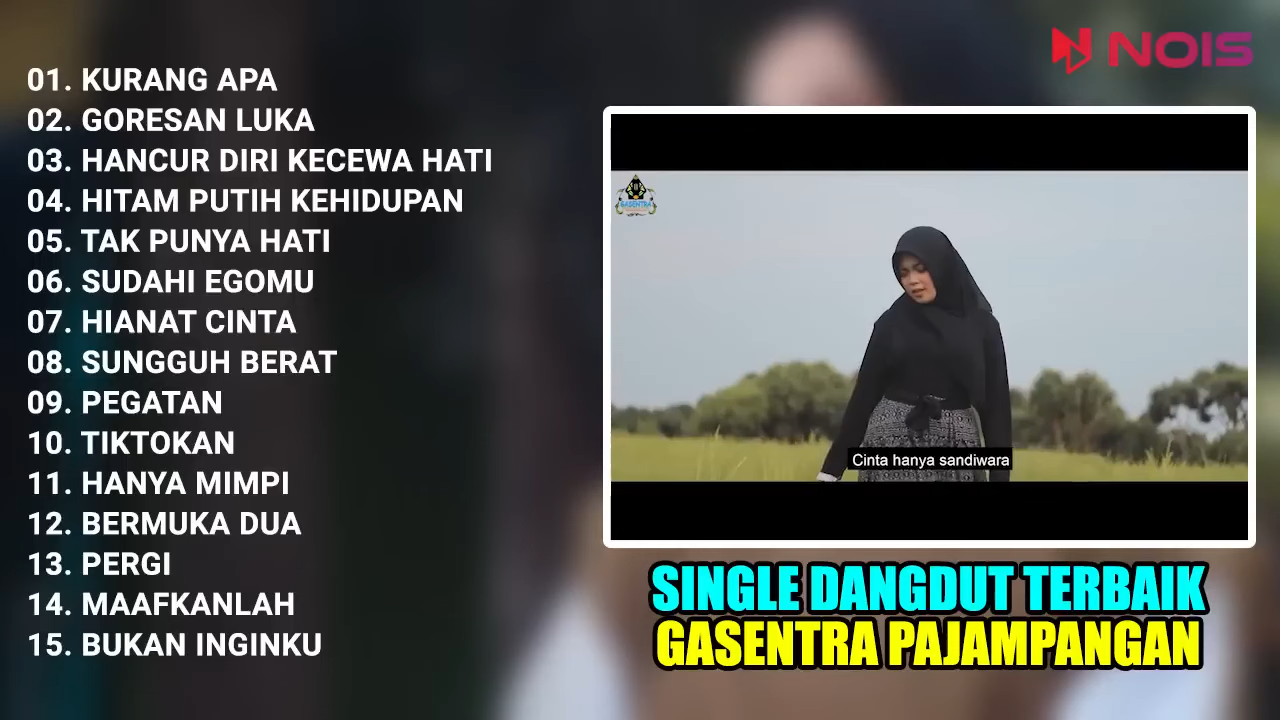 NOIS
01. KURANG APA
02. GORESAN LUKA
03. HANCUR DIRI KECEWA HATI
04. HITAM PUTIH KEHIDUPAN
05. TAK PUNYA HATI
06. SUDAHI EGOMU
07. HIANAT CINTA
08. SUNGGUH BERAT
09. PEGATAN
10. TIKTOKAN
11. HANYA MIMPI
12. BERMUKA DUA
13. PERGI
14. MAAFKANLAH
15. BUKAN INGINKU
GASENTRA
Cinta hanya sandiwara
SINGLE DANGDUT TERBAIK
GASENTRA PAJAMPANGAN